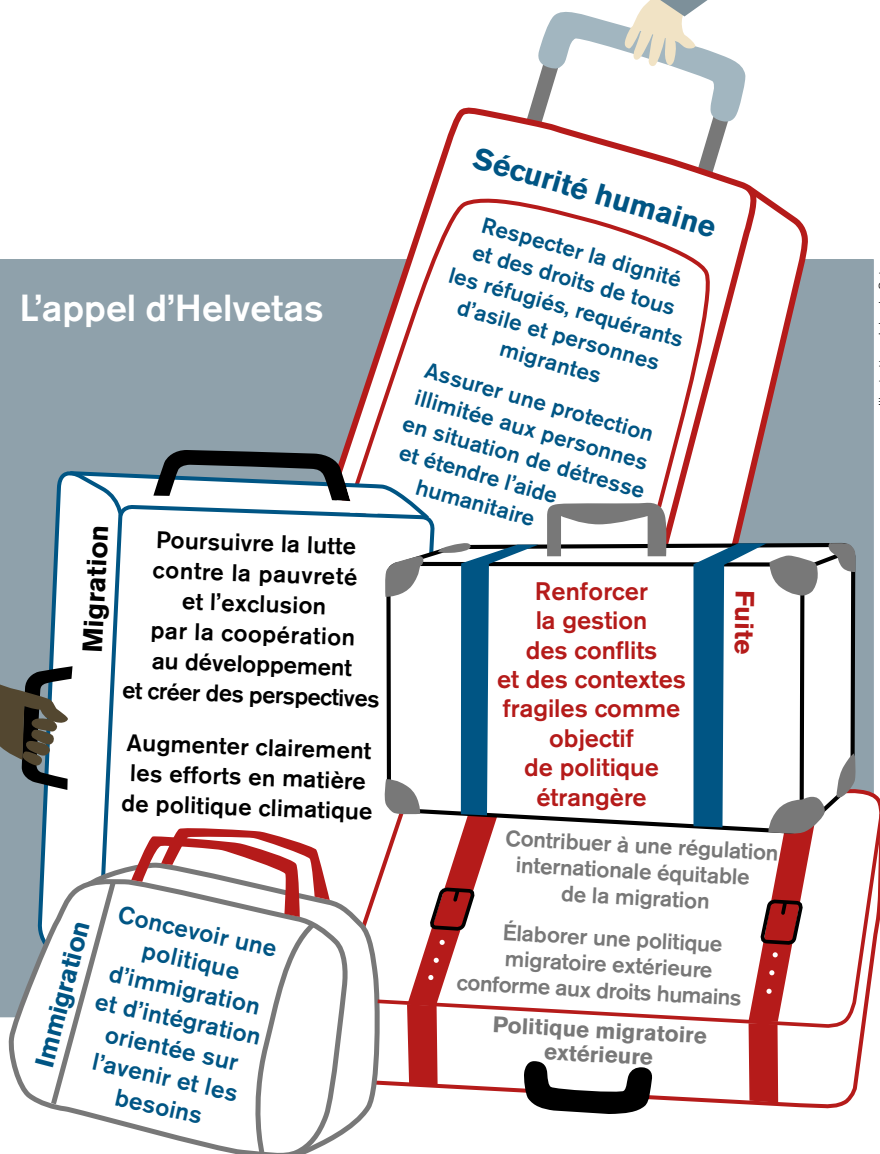 L'appel d'Helvetas
Sécurité humaine
Respecter la dignité
et des droits de tous
les réfugiés, requérants
d'asile et personnes
migrantes
Assurer une protection
illimitée aux personnes
en situation de détresse
et étendre l'aide
humanitaire
Migration
Poursuivre la lutte
contre la pauvreté
et l'exclusion
par la coopération
au développement
et créer des perspectives
Augmenter clairement
les efforts en matière
de politique climatique
Renforcer
la gestion
des conflits
et des contextes
fragiles comme
objectif
de politique
étrangère
Fuite
Contribuer à une régulation
internationale équitable
de la migration
Élaborer une politique
migratoire extérieure
conforme aux droits humains
Politique migratoire
extérieure
Immigration
Concevoir une
politique
d'immigration
et d'intégration
orientée sur
l'avenir et les
besoins